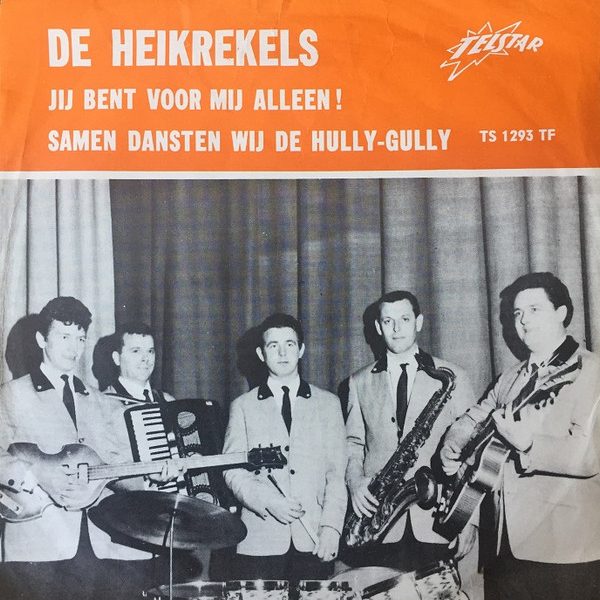 DE HEIKREKELS
TELSTAR
JIJ BENT VOOR MIJ ALLEEN!
SAMEN DANSTEN WIJ DE HULLY-GULLY TS 1293 TF